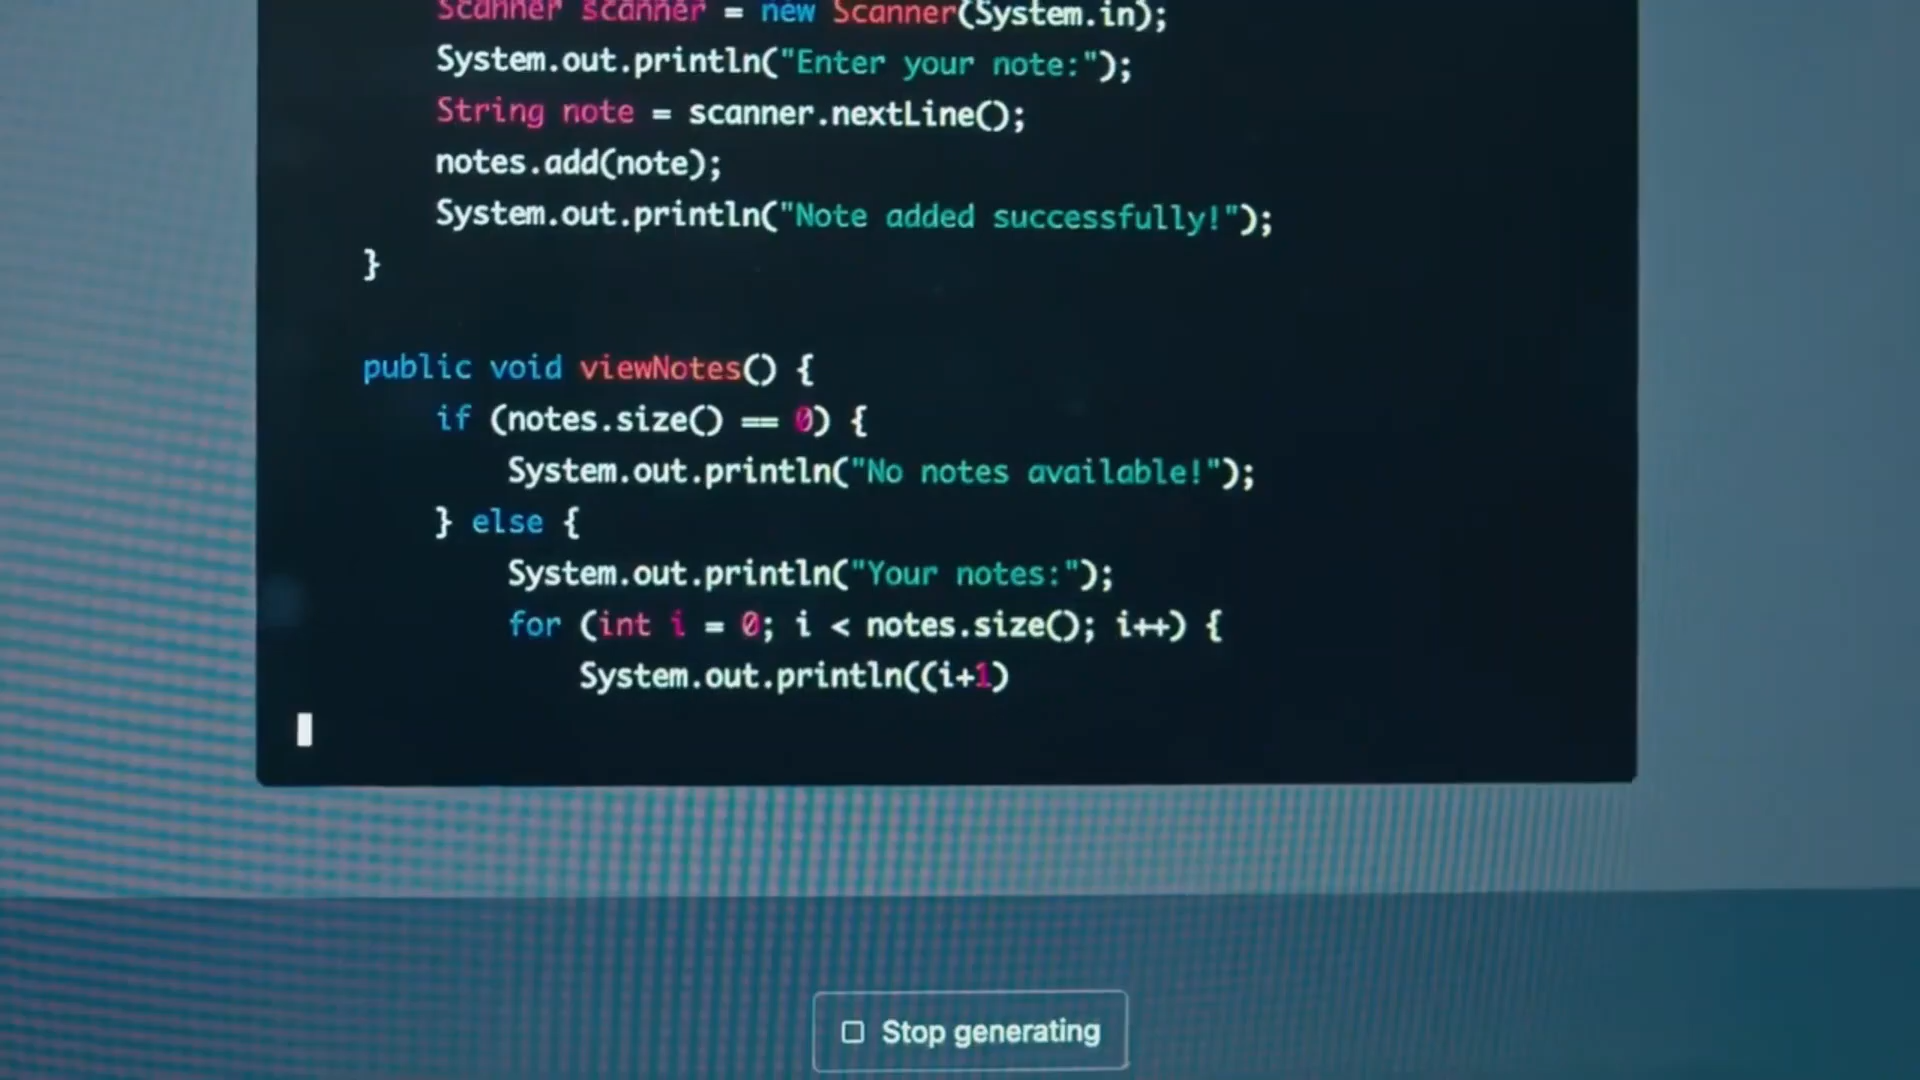 Scanner scanner = new Scanner(System.in);
System.out.println("Enter your note:");
String note = scanner.nextLine();
notes.add(note);
System.out.println("Note added successfully!");
}
public void viewNotes() {
if (notes.size() == 0) {
System.out.println("No notes available!");
} else {
System.out.println("Your notes:");
for (int i = 0; i < notes.size(); i++) {
System.out.println((i+1)
Stop generating